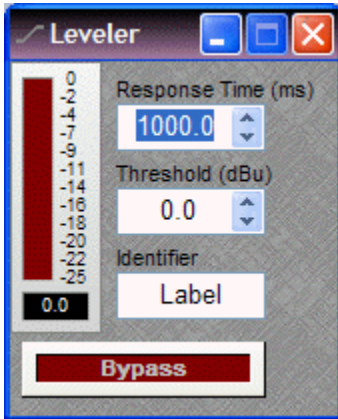 Leveler
0
-2
-4
-7
-9
-11
-14
-16
-18
-20
-22
-25
0.0
Response Time (ms)
1000.0
Threshold (dBu)
0.0
Identifier
Label
Bypass